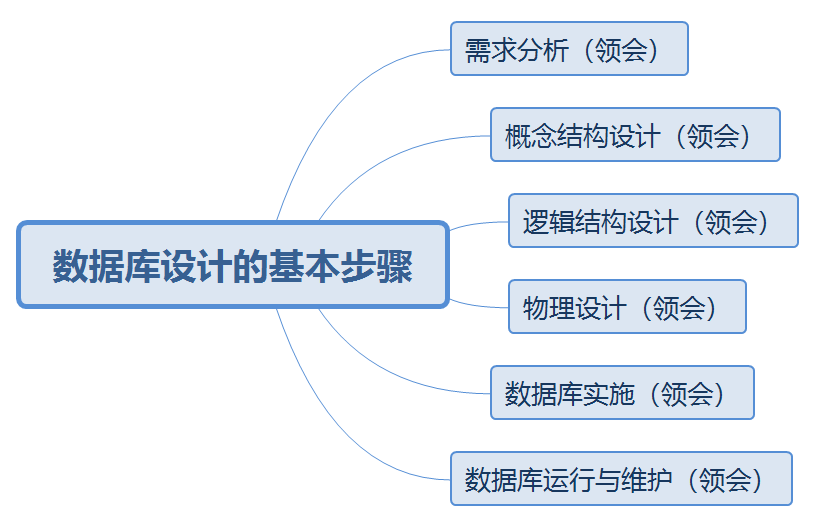 需求分析（领会）
概念结构设计（领会）
逻辑结构设计（领会）
数据库设计的基本步骤
物理设计（领会）
数据库实施（领会）
数据库运行与维护（领会）